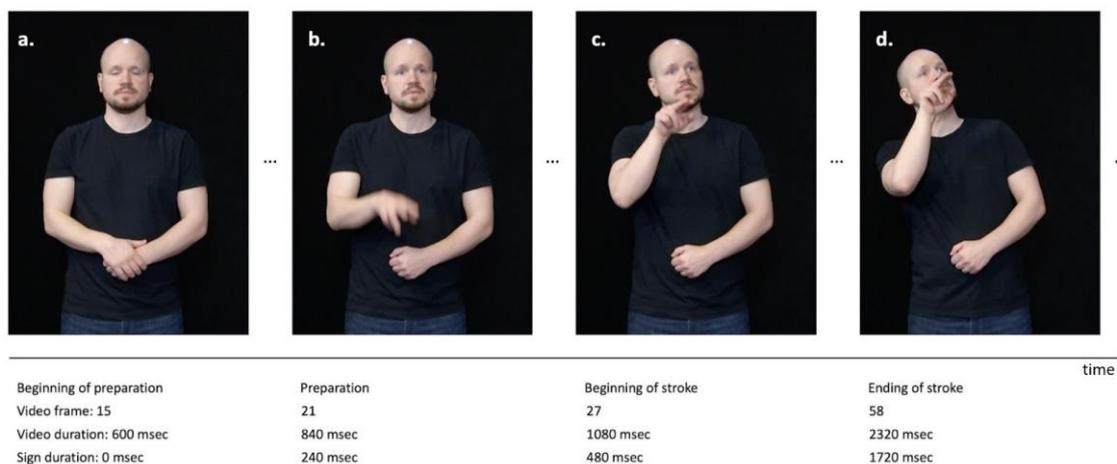 a.
b.
c.
d.
...
...
...
time
Beginning of preparation
Video frame: 15
Video duration: 600 msec
Sign duration: 0 msec
Preparation
21
840 msec
240 msec
Beginning of stroke
27
1080 msec
480 msec
Ending of stroke
58
2320 msec
1720 msec